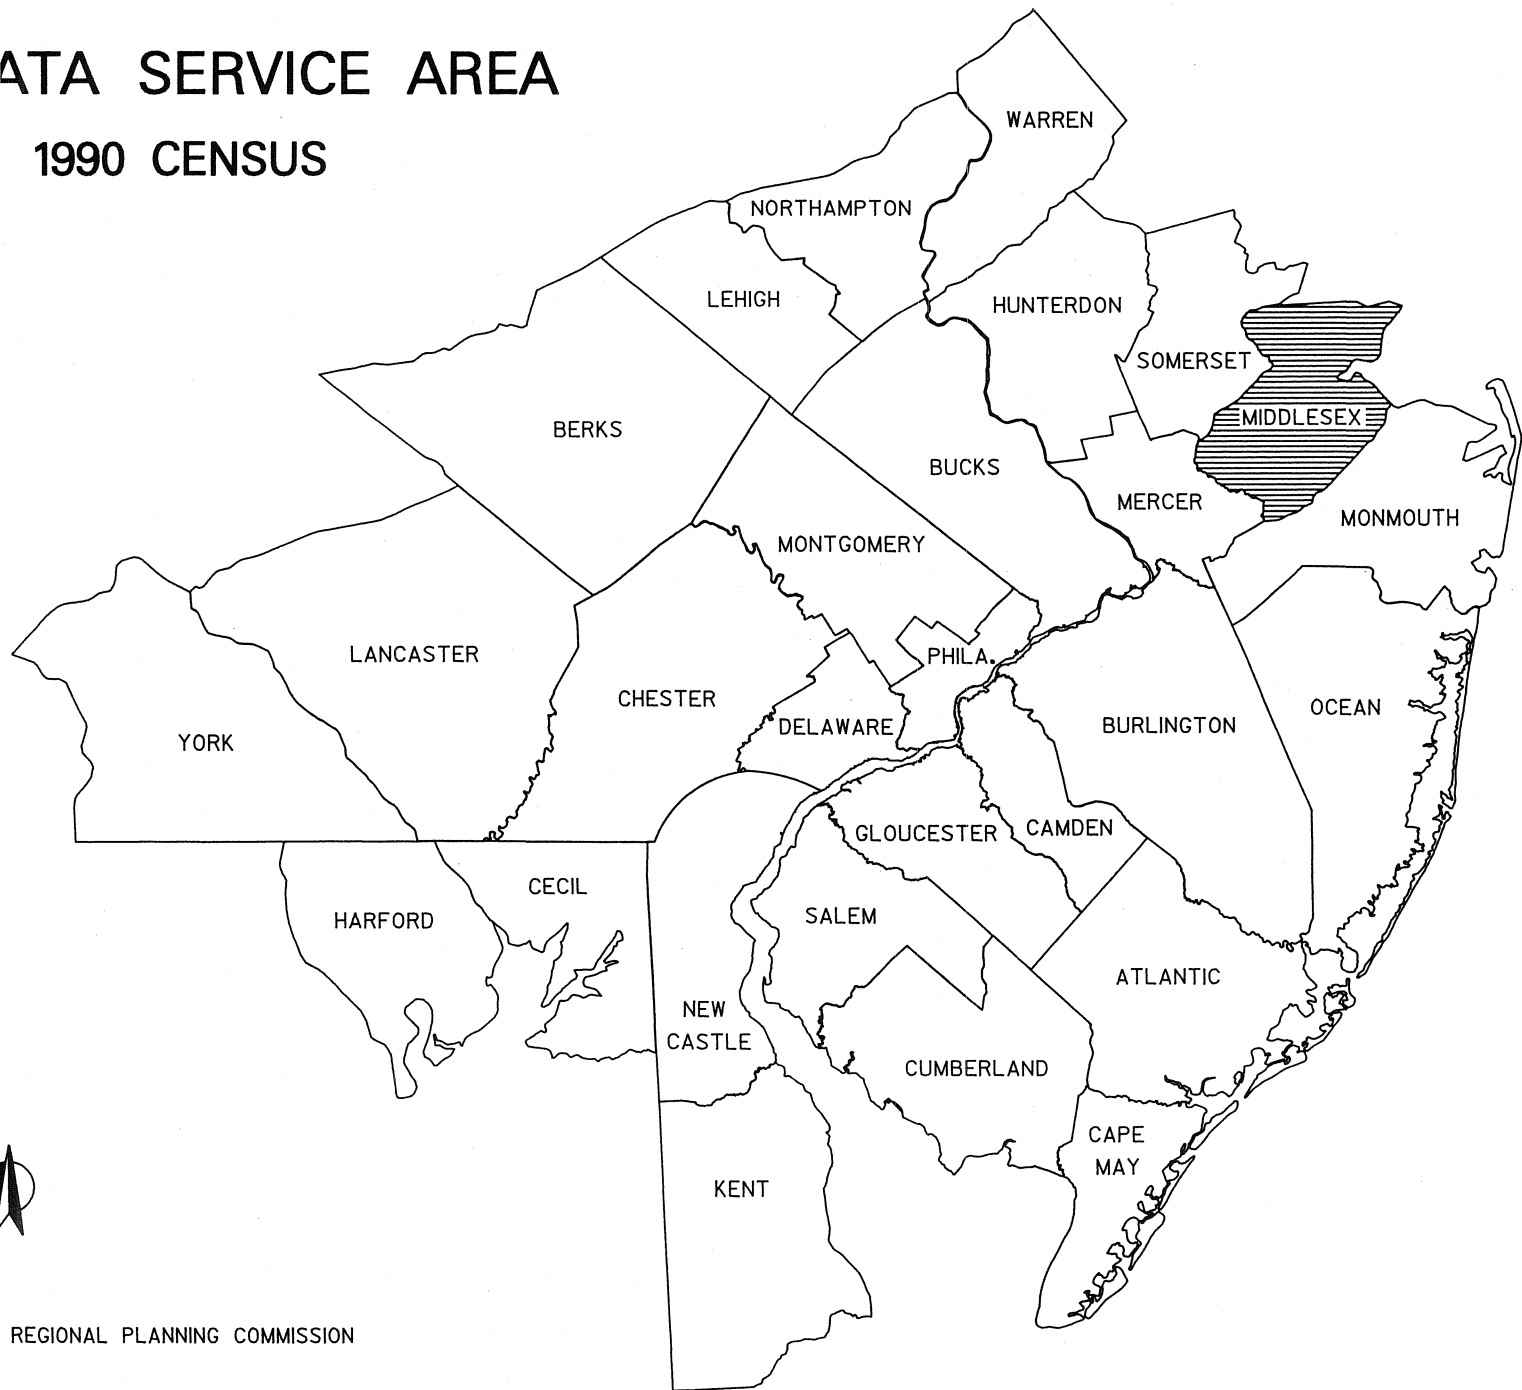 ATA SERVICE AREA
1990 CENSUS
WARREN
NORTHAMPTON
LEHIGH
HUNTERDON
SOMERSET
MIDDLESEX
BERKS
BUCKS
MERCER
MONMOUTH
MONTGOMERY
LANCASTER
PHILA.
CHESTER
DELAWARE
BURLINGTON
OCEAN
YORK
GLOUCESTER
CAMDEN
CECIL
HARFORD
SALEM
ATLANTIC
NEW
CASTLE
CUMBERLAND
CAPE
MAY
KENT
REGIONAL PLANNING COMMISSION